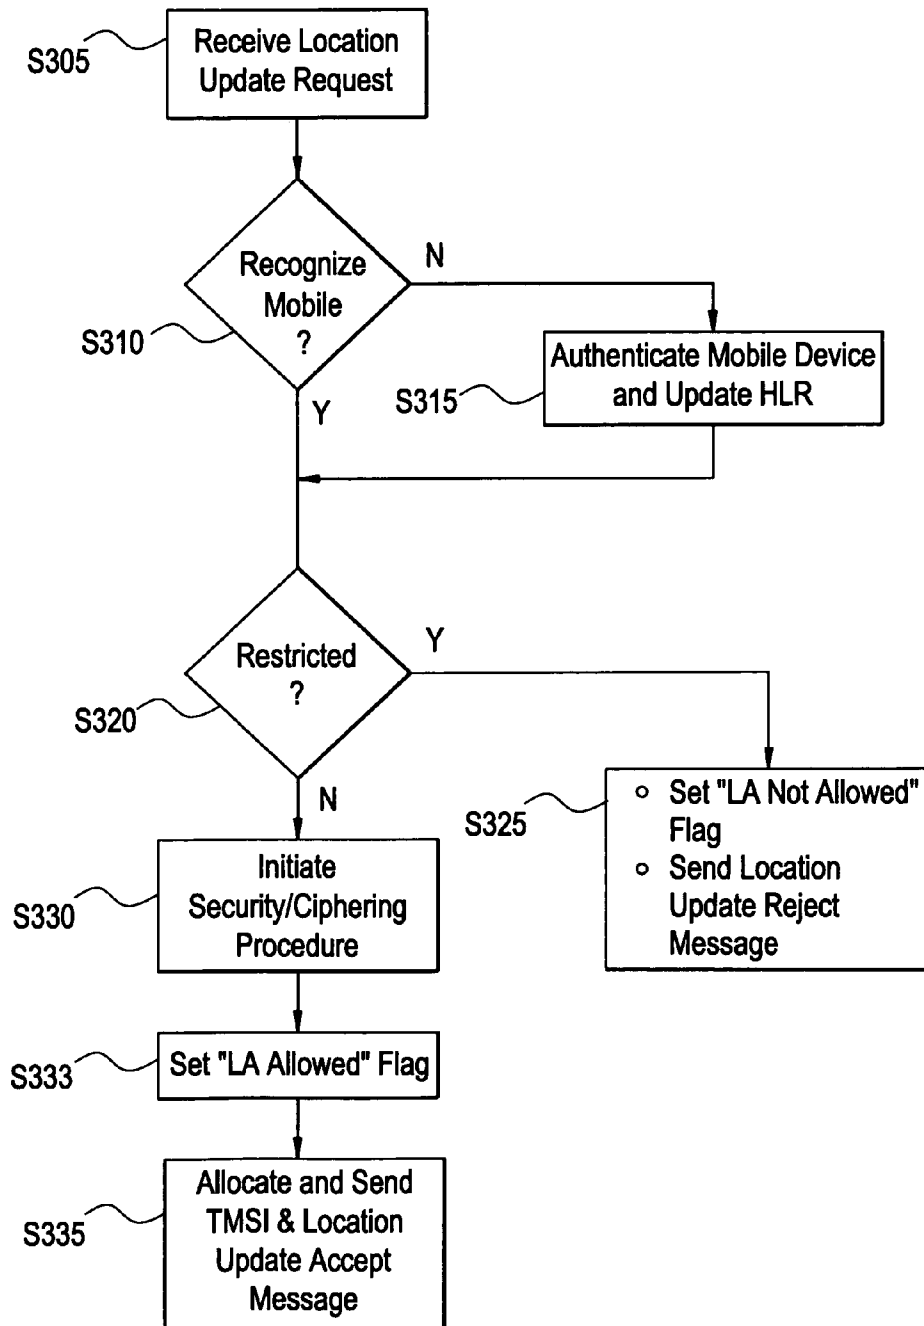 S305
Receive Location
Update Request
Recognize
Mobile
?
N
S310
Y
S315
Authenticate Mobile Device
and Update HLR
Restricted
?
Y
S320
N
S325
○ Set "LA Not Allowed"
Flag
○ Send Location
Update Reject
Message
S330
Initiate
Security/Ciphering
Procedure
S333
Set "LA Allowed" Flag
S335
Allocate and Send
TMSI & Location
Update Accept
Message